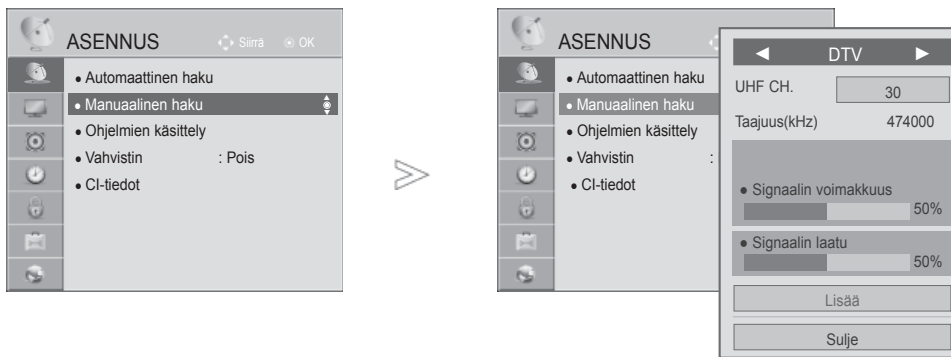 ASENNUS
Siirrä OK
• Automaattinen haku
• Manuaalinen haku
• Ohjelmien käsittely
• Vahvistin : Pois
• CI-tiedot
ASENNUS
• Automaattinen haku
• Manuaalinen haku
• Ohjelmien käsittely
• Vahvistin :
• CI-tiedot
◄ DTV ►
UHF CH. 30
Taajuus(kHz) 474000
• Signaalin voimakkuus
50%
• Signaalin laatu
50%
Lisää
Sulje